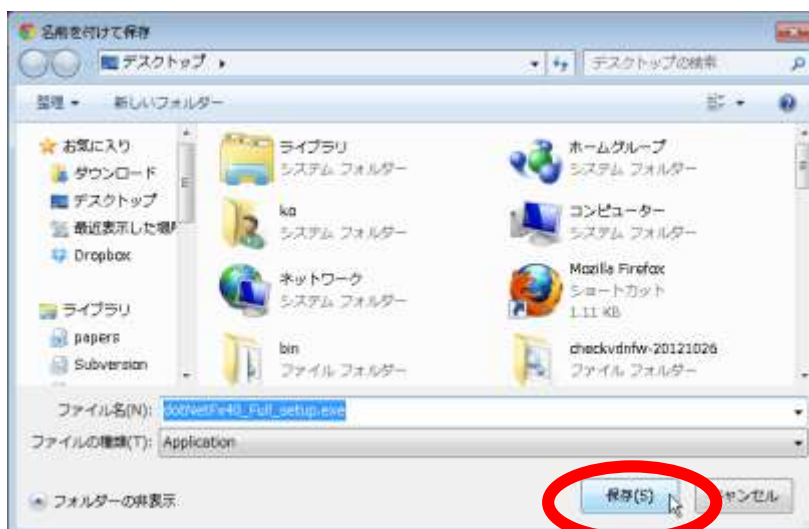 名前を付けて保存
デスクトップ
デスクトップの検索
整理 新しいフォルダー
お気に入り
ダウンロード
デスクトップ
最近表示した場
Dropbox
ライブラリ
papers
Subversion
ライブラリ
システム フォルダー
ホームグループ
システム フォルダー
ko
システム フォルダー
コンピューター
システム フォルダー
ネットワーク
システム フォルダー
Mozilla Firefox
ショートカット
1.11 KB
bin
ファイル フォルダー
checkvdnfw-20121026
ファイル フォルダー
ファイル名(N): dotNetFx40_Full_setup.exe
ファイルの種類(T): Application
フォルダーの非表示
保存(S)
キャンセル